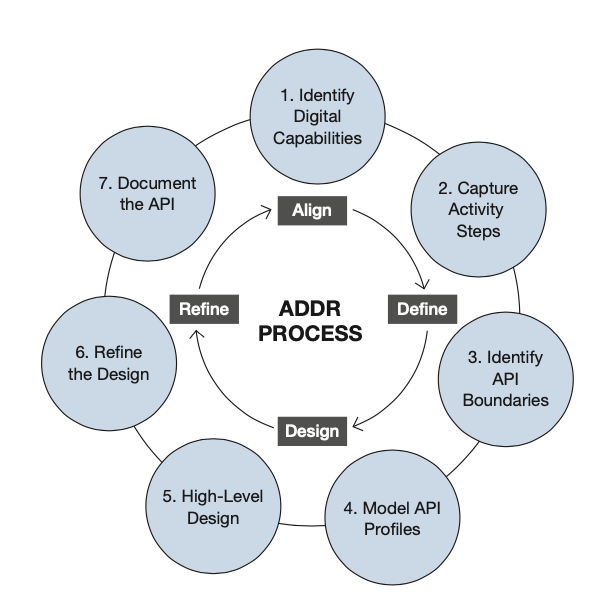 1. Identify
Digital
Capabilities
2. Capture
Activity
Steps
3. Identify
API
Boundaries
4. Model API
Profiles
5. High-Level
Design
6. Refine
the Design
7. Document
the API
Align
Define
Design
Refine
ADDR
PROCESS